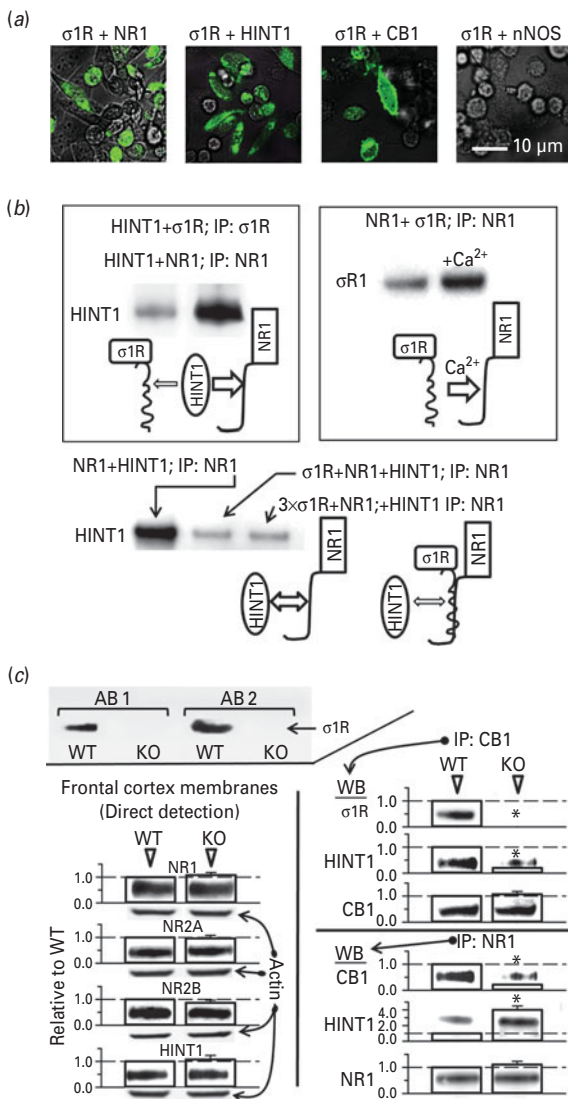 (a)
σ1R + NR1 σ1R + HINT1 σ1R + CB1 σ1R + nNOS
10 µm
(b)
HINT1+σ1R; IP: σ1R
HINT1+NR1; IP: NR1
HINT1
σ1R
HINT1
NR1
NR1+ σ1R; IP: NR1
+Ca2+
σR1
σ1R
Ca2+
NR1
NR1+HINT1; IP: NR1
σ1R+NR1+HINT1; IP: NR1
3×σ1R+NR1;+HINT1 IP: NR1
HINT1
HINT1
NR1
HINT1
σ1R
NR1
(c)
AB 1 AB 2
σ1R
WT KO WT KO
Frontal cortex membranes
(Direct detection)
WT KO
NR1
1.0
0.0
NR2A
1.0
0.0
NR2B
1.0
0.0
HINT1
1.0
0.0
Relative to WT
Actin
IP: CB1
WT KO
WB
σ1R
1.0
0.0
*
HINT1
1.0
0.0
*
CB1
1.0
0.0
IP: NR1
WB
CB1
1.0
0.0
*
HINT1
4.0
2.0
0.0
*
NR1
1.0
0.0